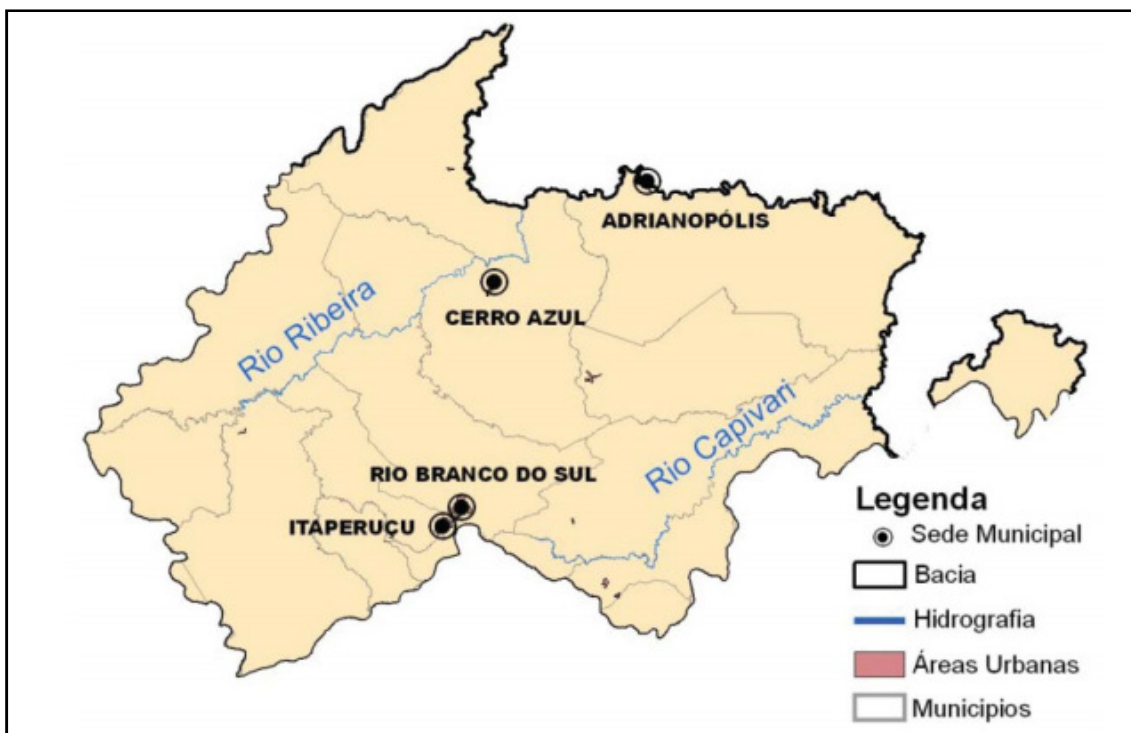 ADRIANOPÓLIS
CERRO AZUL
Rio Ribeira
Rio Capivari
RIO BRANCO DO SUL
ITAPERUÇU
Legenda
Sede Municipal
Bacia
Hidrografia
Áreas Urbanas
Municipios